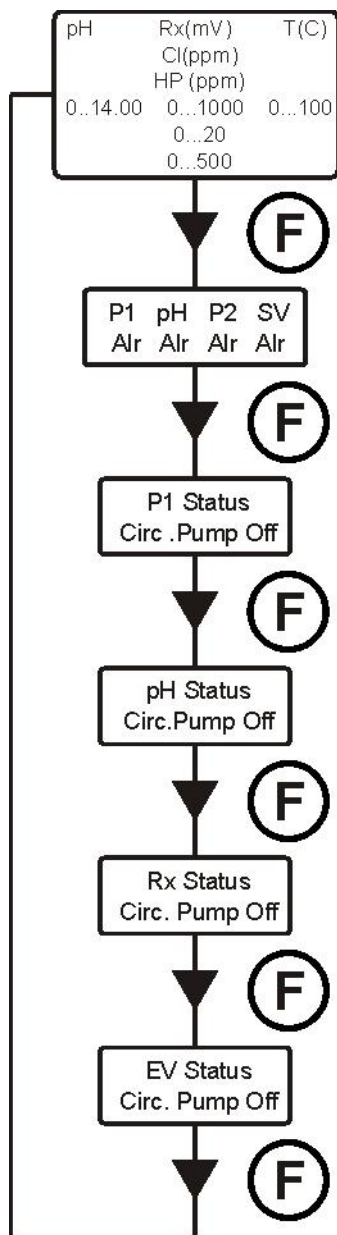 pH Rx(mV) T(C)
Cl(ppm)
HP (ppm)
0..14.00 0...1000 0...100
0...20
0...500
F
P1 pH P2 SV
Alr Alr Alr Alr
F
P1 Status
Circ .Pump Off
F
pH Status
Circ.Pump Off
F
Rx Status
Circ. Pump Off
F
EV Status
Circ. Pump Off
F